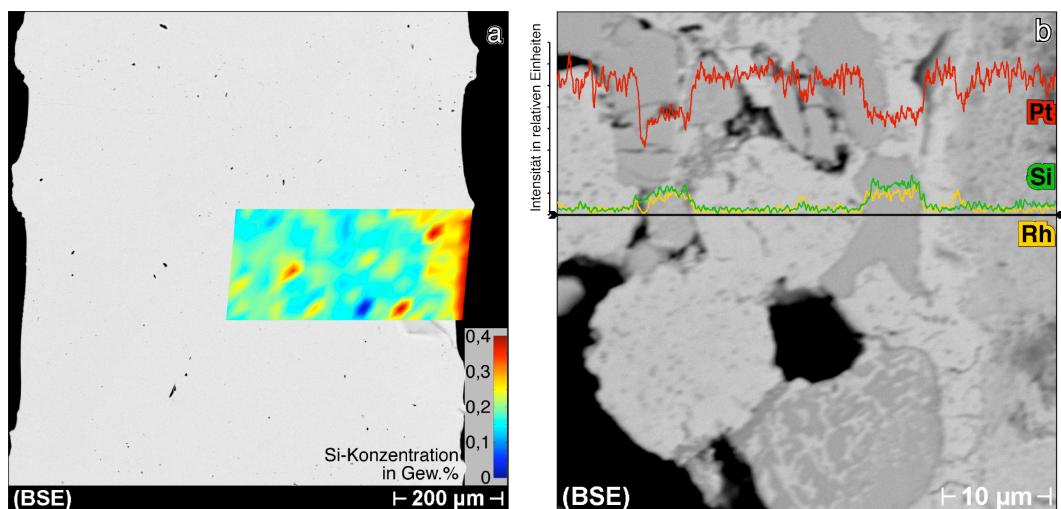 a
0,4
0,3
0,2
0,1
0
Si-Konzentration
in Gew.%
(BSE)
200 µm
b
Intensität in relativen Einheiten
Pt
Si
Rh
(BSE)
10 µm